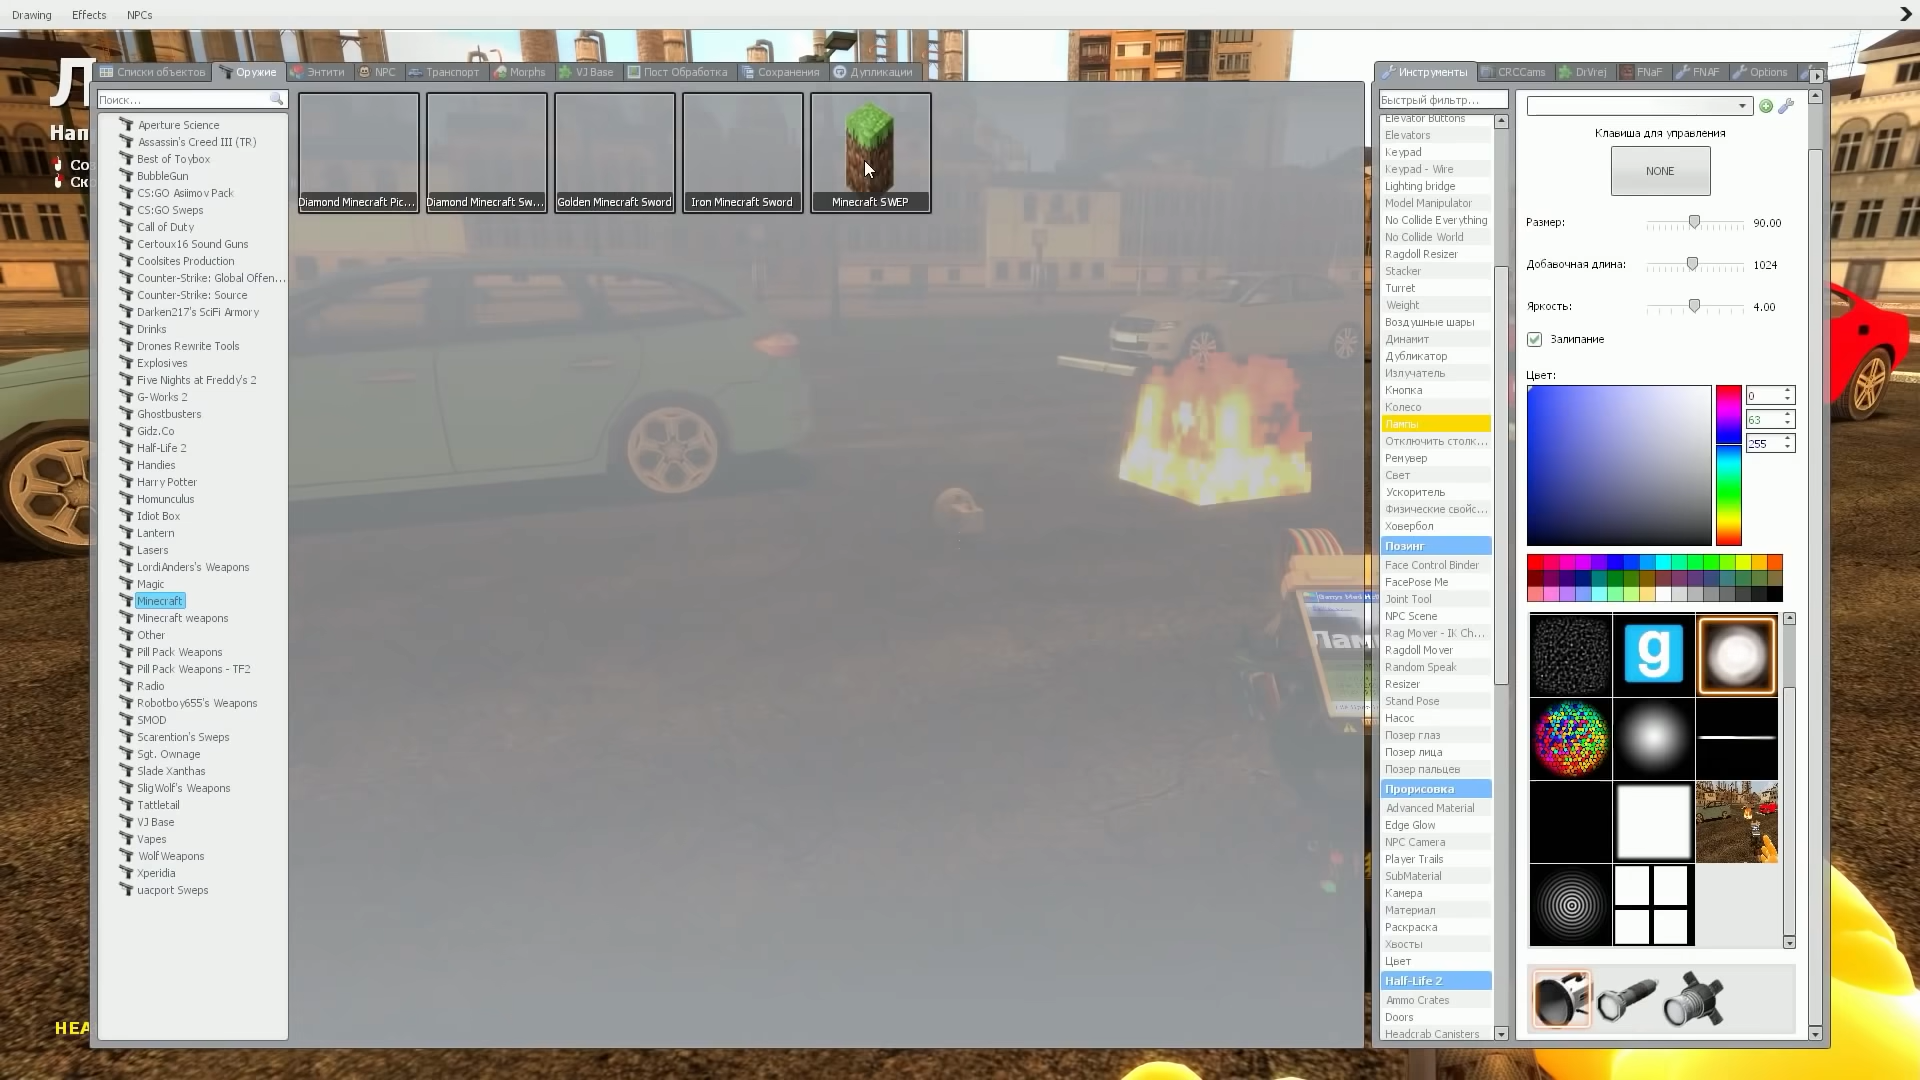 Drawing Effects NPCs
Списки объектов Оружие Энтити NPC Транспорт Morphs VJ Base Пост Обработка Сохранения Дупликации
Поиск...
Aperture Science
Assassin's Creed III (TR)
Best of Toybox
BubbleGun
CS:GO Asiimov Pack
CS:GO Sweps
Call of Duty
Certoux16 Sound Guns
Coolsites Production
Counter-Strike: Global Offen...
Counter-Strike: Source
Darken217's SciFi Armory
Drinks
Drones Rewrite Tools
Explosives
Five Nights at Freddy's 2
G-Works 2
Ghostbusters
Gidz.Co
Half-Life 2
Handies
Harry Potter
Homunculus
Idiot Box
Lantern
Lasers
LordiAnders's Weapons
Magic
Minecraft
Minecraft weapons
Other
Pill Pack Weapons
Pill Pack Weapons - TF2
Radio
Robotboy655's Weapons
SMOD
Scarention's Sweps
Sgt. Ownage
Slade Xanthas
SligWolf's Weapons
Tattletail
VJ Base
Vapes
Wolf Weapons
Xperidia
uacport Sweps
Diamond Minecraft Pic...
Diamond Minecraft Sw...
Golden Minecraft Sword
Iron Minecraft Sword
Minecraft SWEP
Нап
Со
Ск
HEA
Инструменты CRCCams DrVrej FNaF FNAF Options
Быстрый фильтр...
Elevator Buttons
Elevators
Keypad
Keypad - Wire
Lighting bridge
Model Manipulator
No Collide Everything
No Collide World
Ragdoll Resizer
Stacker
Turret
Weight
Воздушные шары
Динамит
Дубликатор
Излучатель
Кнопка
Колесо
Лампы
Отключить столк...
Ремувер
Свет
Ускоритель
Физические свойс...
Ховербол
Позинг
Face Control Binder
FacePose Me
Joint Tool
NPC Scene
Rag Mover - IK Ch...
Ragdoll Mover
Random Speak
Resizer
Stand Pose
Насос
Позер глаз
Позер лица
Позер пальцев
Прорисовка
Advanced Material
Edge Glow
NPC Camera
Player Trails
SubMaterial
Камера
Материал
Раскраска
Хвосты
Цвет
Half-Life 2
Ammo Crates
Doors
Headcrab Canisters
Клавиша для управления
NONE
Размер: 90.00
Добавочная длина: 1024
Яркость: 4.00
Залипание
Цвет:
0
63
255
g